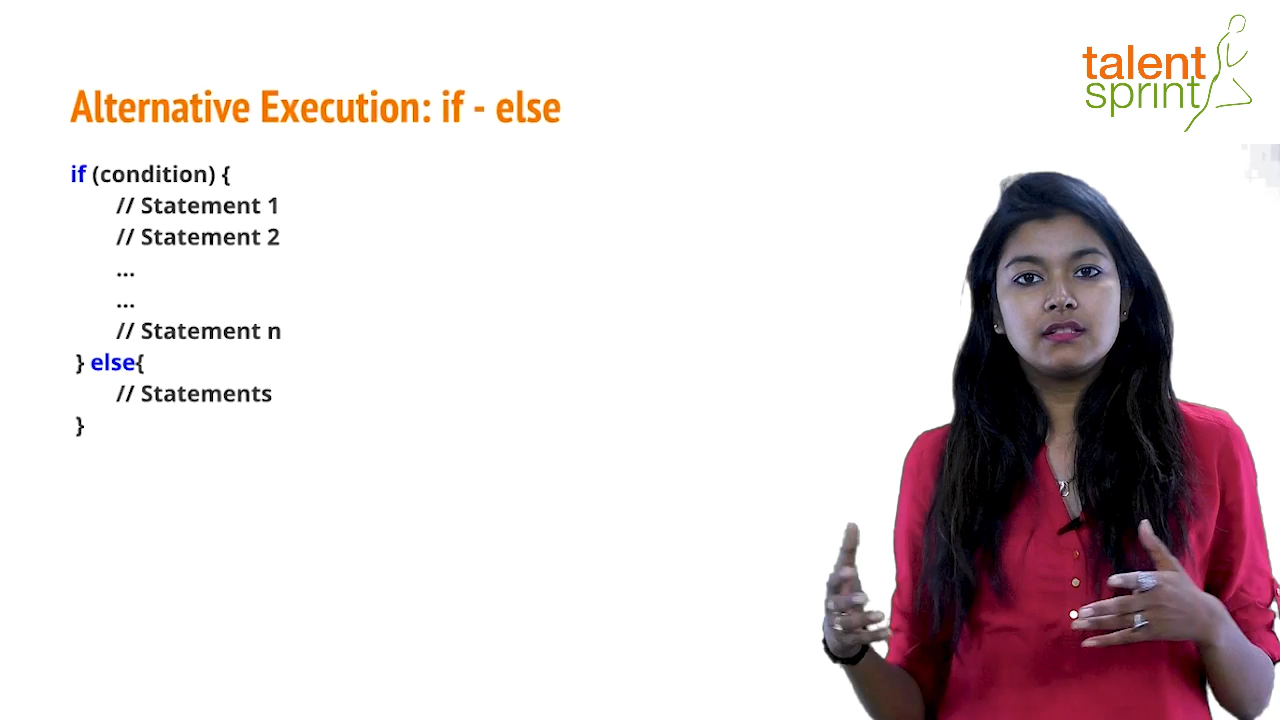 talent
sprint
Alternative Execution: if - else
if (condition) {
// Statement 1
// Statement 2
...
...
// Statement n
} else{
// Statements
}